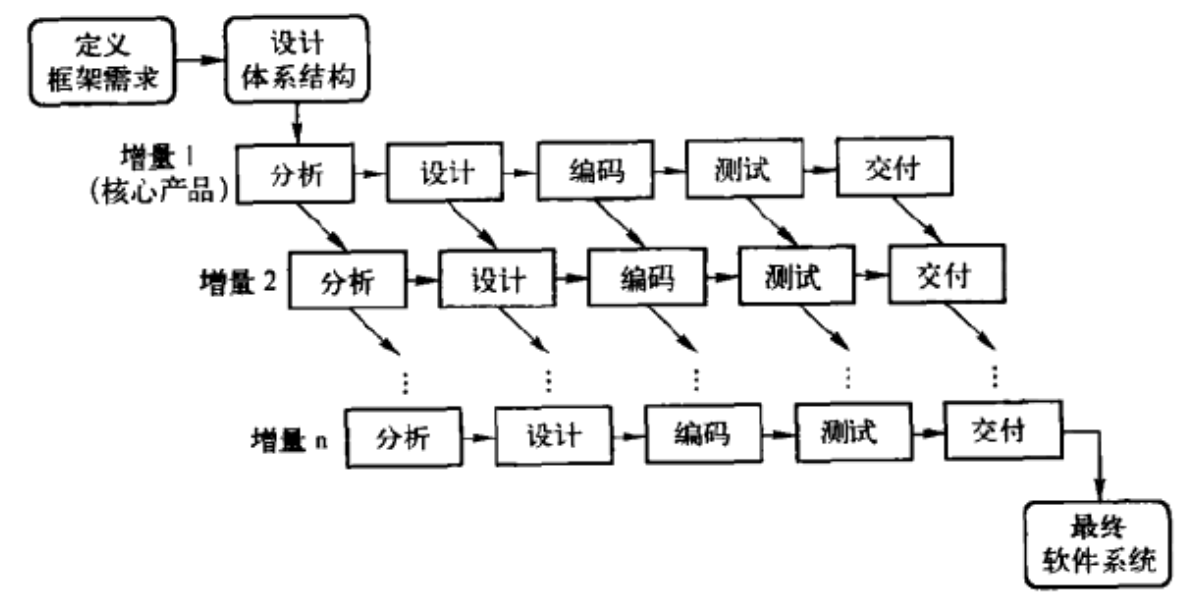 定义
框架需求
设计
体系结构
增量1
(核心产品)
分析
设计
编码
测试
交付
增量2
分析
设计
编码
测试
交付
⋮
⋮
⋮
⋮
⋮
增量n
分析
设计
编码
测试
交付
最终
软件系统